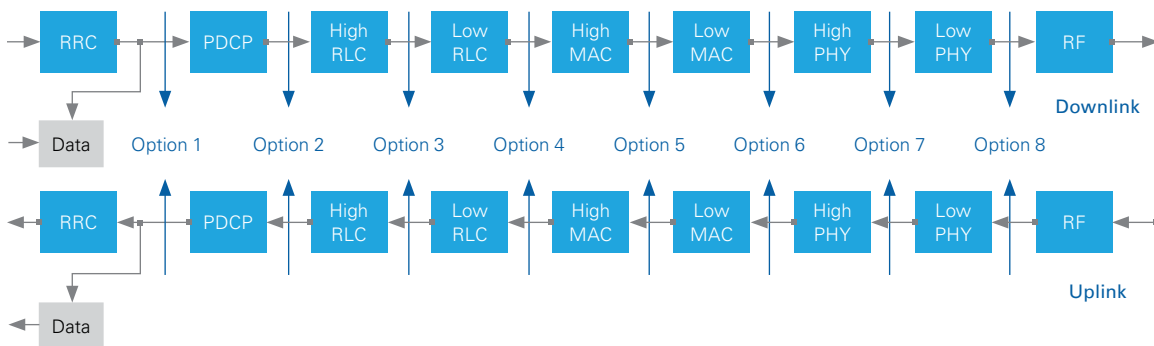 RRC PDCP High RLC Low RLC High MAC Low MAC High PHY Low PHY RF
Downlink
Data Option 1 Option 2 Option 3 Option 4 Option 5 Option 6 Option 7 Option 8
RRC PDCP High RLC Low RLC High MAC Low MAC High PHY Low PHY RF
Uplink
Data